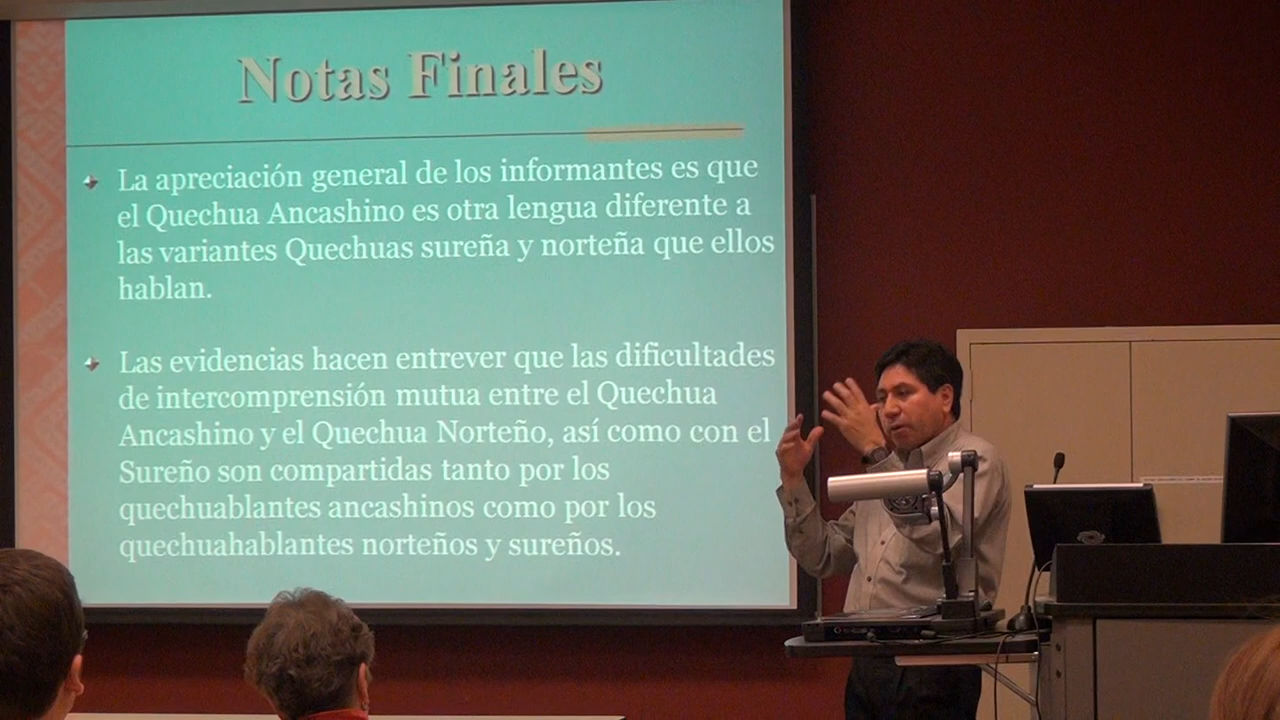 Notas Finales
La apreciación general de los informantes es que
el Quechua Ancashino es otra lengua diferente a
las variantes Quechuas sureña y norteña que ellos
hablan.
Las evidencias hacen entrever que las dificultades
de intercomprensión mutua entre el Quechua
Ancashino y el Quechua Norteño, así como con el
Sureño son compartidas tanto por los
quechuablantes ancashinos como por los
quechuahablantes norteños y sureños.